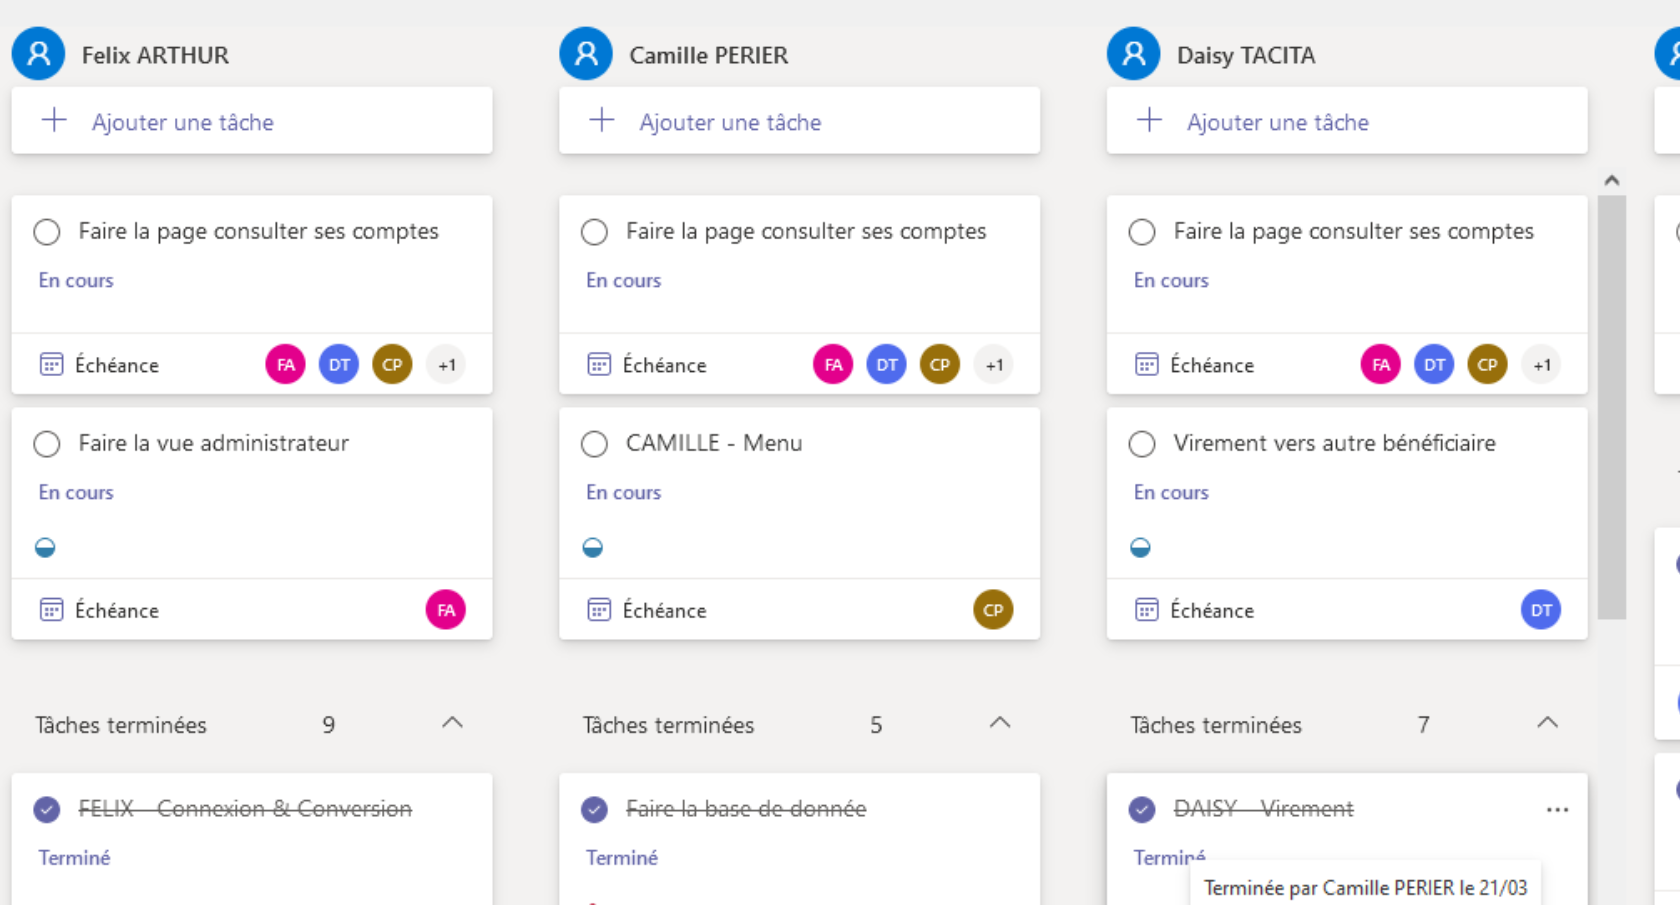 Felix ARTHUR
Ajouter une tâche
Faire la page consulter ses comptes
En cours
Échéance
FA DT CP +1
Faire la vue administrateur
En cours
Échéance
FA
Tâches terminées 9
FELIX - Connexion & Conversion
Terminé
Camille PERIER
Ajouter une tâche
Faire la page consulter ses comptes
En cours
Échéance
FA DT CP +1
CAMILLE - Menu
En cours
Échéance
CP
Tâches terminées 5
Faire la base de donnée
Terminé
Daisy TACITA
Ajouter une tâche
Faire la page consulter ses comptes
En cours
Échéance
FA DT CP +1
Virement vers autre bénéficiaire
En cours
Échéance
DT
Tâches terminées 7
DAISY - Virement
Terminé
Terminée par Camille PERIER le 21/03